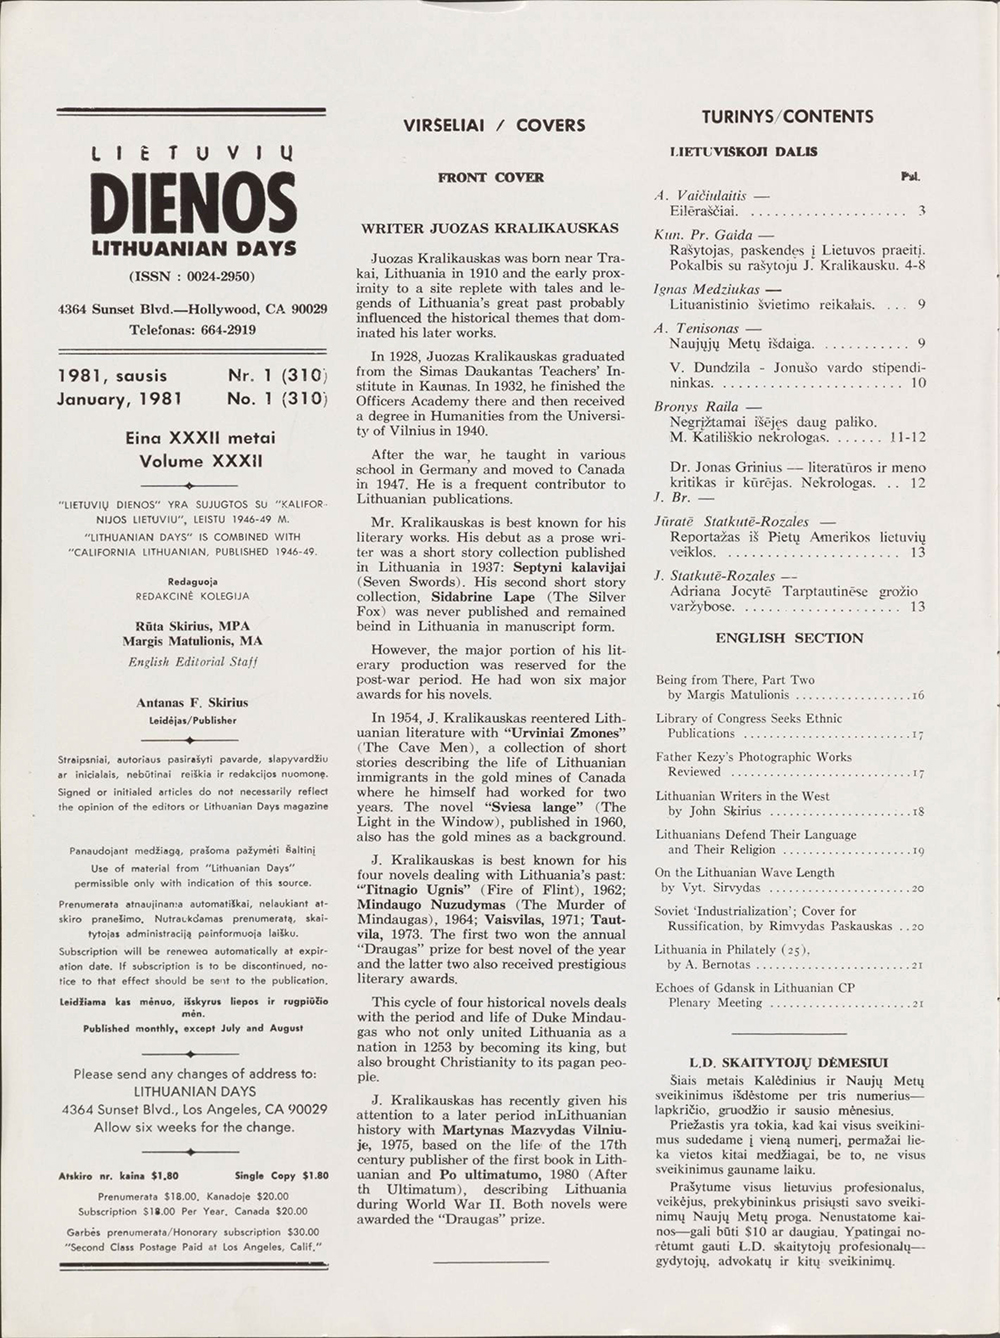 LIETUVIŲ
DIENOS
LITHUANIAN DAYS
(ISSN : 0024-2950)
4364 Sunset Blvd.—Hollywood, CA 90029
Telefonas: 664-2919
1981, sausis Nr. 1 (310)
January, 1981 No. 1 (310)
Eina XXXII metai
Volume XXXII
"LIETUVIŲ DIENOS" YRA SUJUGTOS SU "KALIFOR-
NIJOS LIETUVIU", LEISTU 1946-49 M.
"LITHUANIAN DAYS" IS COMBINED WITH
"CALIFORNIA LITHUANIAN, PUBLISHED 1946-49.
Redaguoja
REDAKCINĖ KOLEGIJA
Rūta Skirius, MPA
Margis Matulionis, MA
English Editorial Staff
Antanas F. Skirius
Leidėjas/Publisher
Straipsniai, autoriaus pasirašyti pavarde, slapyvardžiu
ar inicialais, nebūtinai reiškia ir redakcijos nuomonę.
Signed or initialed articles do not necessarily reflect
the opinion of the editors or Lithuanian Days magazine
Panaudojant medžiagą, prašoma pažymėti šaltinį
Use of material from "Lithuanian Days"
permissible only with indication of this source.
Prenumerata atnaujinama automatiškai, nelaukiant at-
skiro pranešimo. Nutraukdamas prenumeratą, skai-
tytojas administraciją painformuoja laišku.
Subscription will be renewed automatically at expir-
ation date. If subscription is to be discontinued, no-
tice to that effect should be sent to the publication.
Leidžiama kas mėnuo, išskyrus liepos ir rugpiūčio
mėn.
Published monthly, except July and August
Please send any changes of address to:
LITHUANIAN DAYS
4364 Sunset Blvd., Los Angeles, CA 90029
Allow six weeks for the change.
Atskiro nr. kaina $1.80 Single Copy $1.80
Prenumerata $18.00. Kanadoje $20.00
Subscription $18.00 Per Year. Canada $20.00
Garbės prenumerata/Honorary subscription $30.00
"Second Class Postage Paid at Los Angeles, Calif."
VIRŠELIAI / COVERS
FRONT COVER
WRITER JUOZAS KRALIKAUSKAS
Juozas Kralikauskas was born near Tra-
kai, Lithuania in 1910 and the early prox-
imity to a site replete with tales and le-
gends of Lithuania's great past probably
influenced the historical themes that dom-
inated his later works.
In 1928, Juozas Kralikauskas graduated
from the Simas Daukantas Teachers' In-
stitute in Kaunas. In 1932, he finished the
Officers Academy there and then received
a degree in Humanities from the Universi-
ty of Vilnius in 1940.
After the war, he taught in various
school in Germany and moved to Canada
in 1947. He is a frequent contributor to
Lithuanian publications.
Mr. Kralikauskas is best known for his
literary works. His debut as a prose wri-
ter was a short story collection published
in Lithuania in 1937: Septyni kalavijai
(Seven Swords). His second short story
collection, Sidabrine Lape (The Silver
Fox) was never published and remained
beind in Lithuania in manuscript form.
However, the major portion of his lit-
erary production was reserved for the
post-war period. He had won six major
awards for his novels.
In 1954, J. Kralikauskas reentered Lith-
uanian literature with "Urviniai Zmones"
(The Cave Men), a collection of short
stories describing the life of Lithuanian
immigrants in the gold mines of Canada
where he himself had worked for two
years. The novel "Sviesa lange" (The
Light in the Window), published in 1960,
also has the gold mines as a background.
J. Kralikauskas is best known for his
four novels dealing with Lithuania's past:
"Titnagio Ugnis" (Fire of Flint), 1962;
Mindaugo Nuzudymas (The Murder of
Mindaugas), 1964; Vaisvilas, 1971; Taut-
vila, 1973. The first two won the annual
"Draugas" prize for best novel of the year
and the latter two also received prestigious
literary awards.
This cycle of four historical novels deals
with the period and life of Duke Mindau-
gas who not only united Lithuania as a
nation in 1253 by becoming its king, but
also brought Christianity to its pagan peo-
ple.
J. Kralikauskas has recently given his
attention to a later period inLithuanian
history with Martynas Mazvydas Vilniu-
je, 1975, based on the life of the 17th
century publisher of the first book in Lith-
uanian and Po ultimatumo, 1980 (After
th Ultimatum), describing Lithuania
during World War II. Both novels were
awarded the "Draugas" prize.
TURINYS/CONTENTS
LIETUVIŠKOJI DALIS
Psl.
A. Vaičiulaitis —
Eilėraščiai. .................... 3
Kun. Pr. Gaida —
Rašytojas, paskendęs į Lietuvos praeitį.
Pokalbis su rašytoju J. Kralikausku. 4-8
Ignas Medziukas —
Lituanistinio švietimo reikalais. ... 9
A. Tenisonas —
Naujųjų Metų išdaiga. ........... 9
V. Dundzila - Jonušo vardo stipendi-
ninkas. ....................... 10
Bronys Raila —
Negrįžtamai išėjęs daug paliko.
M. Katiliškio nekrologas. ...... 11-12
Dr. Jonas Grinius — literatūros ir meno
kritikas ir kūrėjas. Nekrologas. .. 12
J. Br. —
Jūratė Statkutė-Rozales —
Reportažas iš Pietų Amerikos lietuvių
veiklos. ...................... 13
J. Statkutė-Rozales —
Adriana Jocytė Tarptautinėse grožio
varžybose. .................... 13
ENGLISH SECTION
Being from There, Part Two
by Margis Matulionis ..................16
Library of Congress Seeks Ethnic
Publications ..........................17
Father Kezy's Photographic Works
Reviewed ............................17
Lithuanian Writers in the West
by John Skirius ......................18
Lithuanians Defend Their Language
and Their Religion ....................19
On the Lithuanian Wave Length
by Vyt. Sirvydas ......................20
Soviet 'Industrialization'; Cover for
Russification, by Rimvydas Paskauskas ..20
Lithuania in Philately (25),
by A. Bernotas ........................21
Echoes of Gdansk in Lithuanian CP
Plenary Meeting ......................21
L.D. SKAITYTOJŲ DĖMESIUI
Šiais metais Kalėdinius ir Naujų Metų
sveikinimus išdėstome per tris numerius—
lapkričio, gruodžio ir sausio mėnesius.
Priežastis yra tokia, kad kai visus sveikini-
mus sudedame į vieną numerį, permažai lie-
ka vietos kitai medžiagai, be to, ne visus
sveikinimus gauname laiku.
Prašytume visus lietuvius profesionalus,
veikėjus, prekybininkus prisiųsti savo sveiki-
nimų Naujų Metų proga. Nenustatome kai-
nos—gali būti $10 ar daugiau. Ypatingai no-
rėtumt gauti L.D. skaitytojų profesionalų—
gydytojų, advokatų ir kitų sveikinimų.